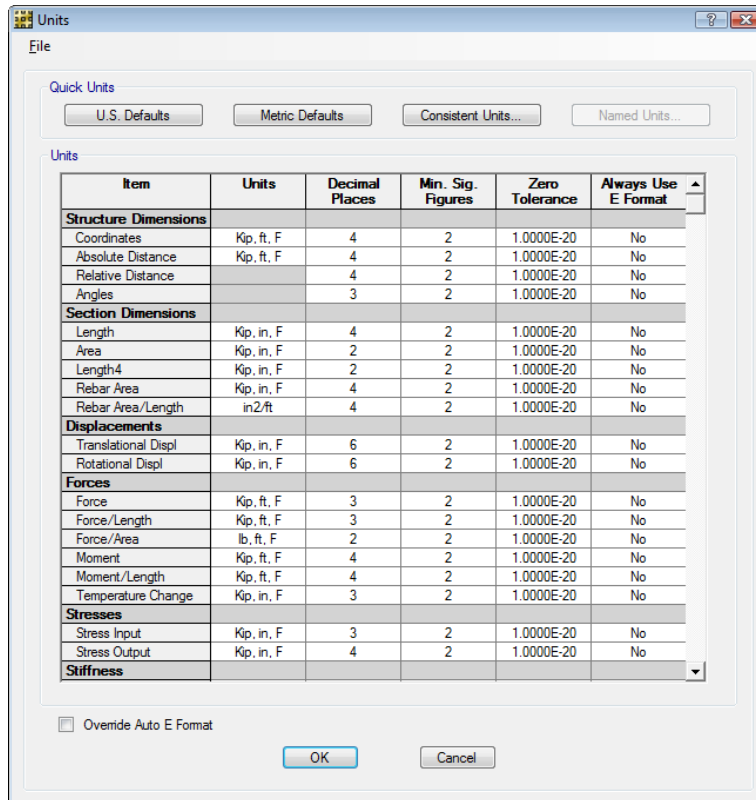 Units
File
Quick Units
U.S. Defaults Metric Defaults Consistent Units... Named Units...
Units
Item Units Decimal Places Min. Sig. Figures Zero Tolerance Always Use E Format
Structure Dimensions
Coordinates Kip, ft, F 4 2 1.0000E-20 No
Absolute Distance Kip, ft, F 4 2 1.0000E-20 No
Relative Distance 4 2 1.0000E-20 No
Angles 3 2 1.0000E-20 No
Section Dimensions
Length Kip, in, F 4 2 1.0000E-20 No
Area Kip, in, F 2 2 1.0000E-20 No
Length4 Kip, in, F 2 2 1.0000E-20 No
Rebar Area Kip, in, F 4 2 1.0000E-20 No
Rebar Area/Length in2/ft 4 2 1.0000E-20 No
Displacements
Translational Displ Kip, in, F 6 2 1.0000E-20 No
Rotational Displ Kip, in, F 6 2 1.0000E-20 No
Forces
Force Kip, ft, F 3 2 1.0000E-20 No
Force/Length Kip, ft, F 3 2 1.0000E-20 No
Force/Area lb, ft, F 2 2 1.0000E-20 No
Moment Kip, ft, F 4 2 1.0000E-20 No
Moment/Length Kip, ft, F 4 2 1.0000E-20 No
Temperature Change Kip, in, F 3 2 1.0000E-20 No
Stresses
Stress Input Kip, in, F 3 2 1.0000E-20 No
Stress Output Kip, in, F 4 2 1.0000E-20 No
Stiffness
Override Auto E Format
OK Cancel